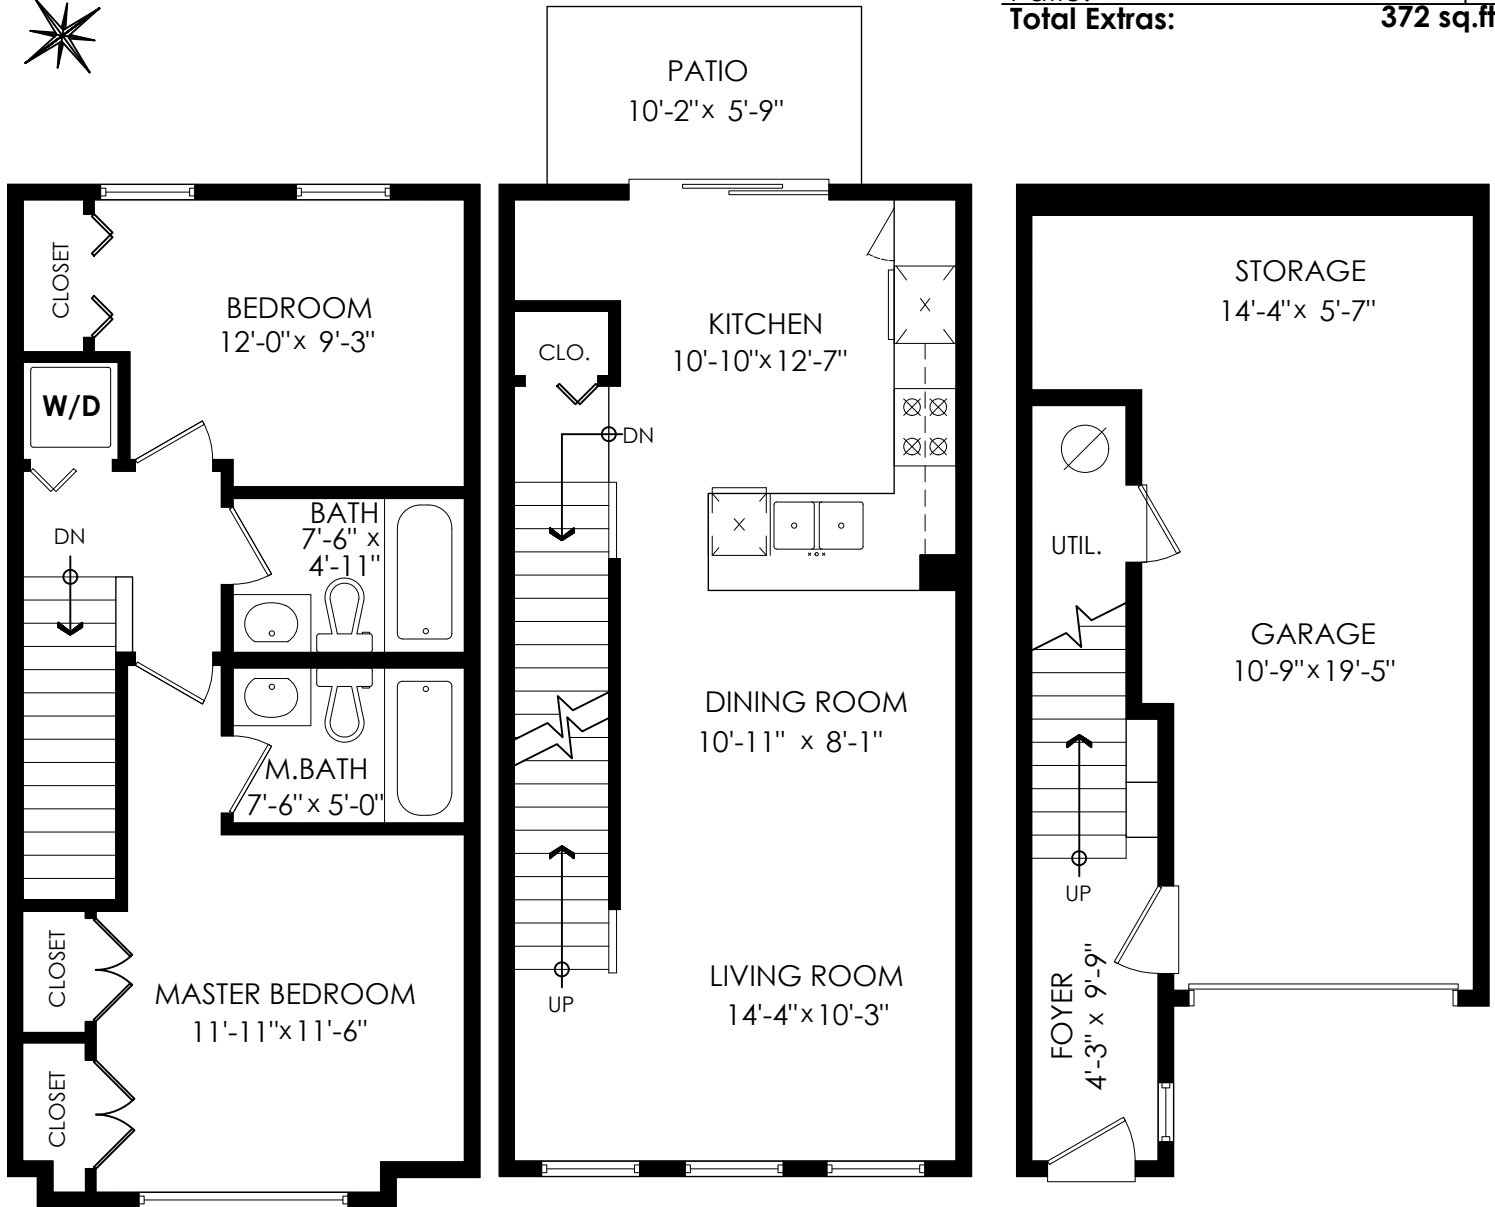 Total Extras: 372 sq.ft
PATIO
10'-2" x 5'-9"
CLOSET
BEDROOM
12'-0" x 9'-3"
W/D
DN
BATH
7'-6" x
4'-11"
M.BATH
7'-6" x 5'-0"
CLOSET
MASTER BEDROOM
11'-11" x 11'-6"
CLOSET
KITCHEN
10'-10" x 12'-7"
CLO.
DN
DINING ROOM
10'-11" x 8'-1"
LIVING ROOM
14'-4" x 10'-3"
UP
STORAGE
14'-4" x 5'-7"
UTIL.
GARAGE
10'-9" x 19'-5"
UP
FOYER
4'-3" x 9'-9"